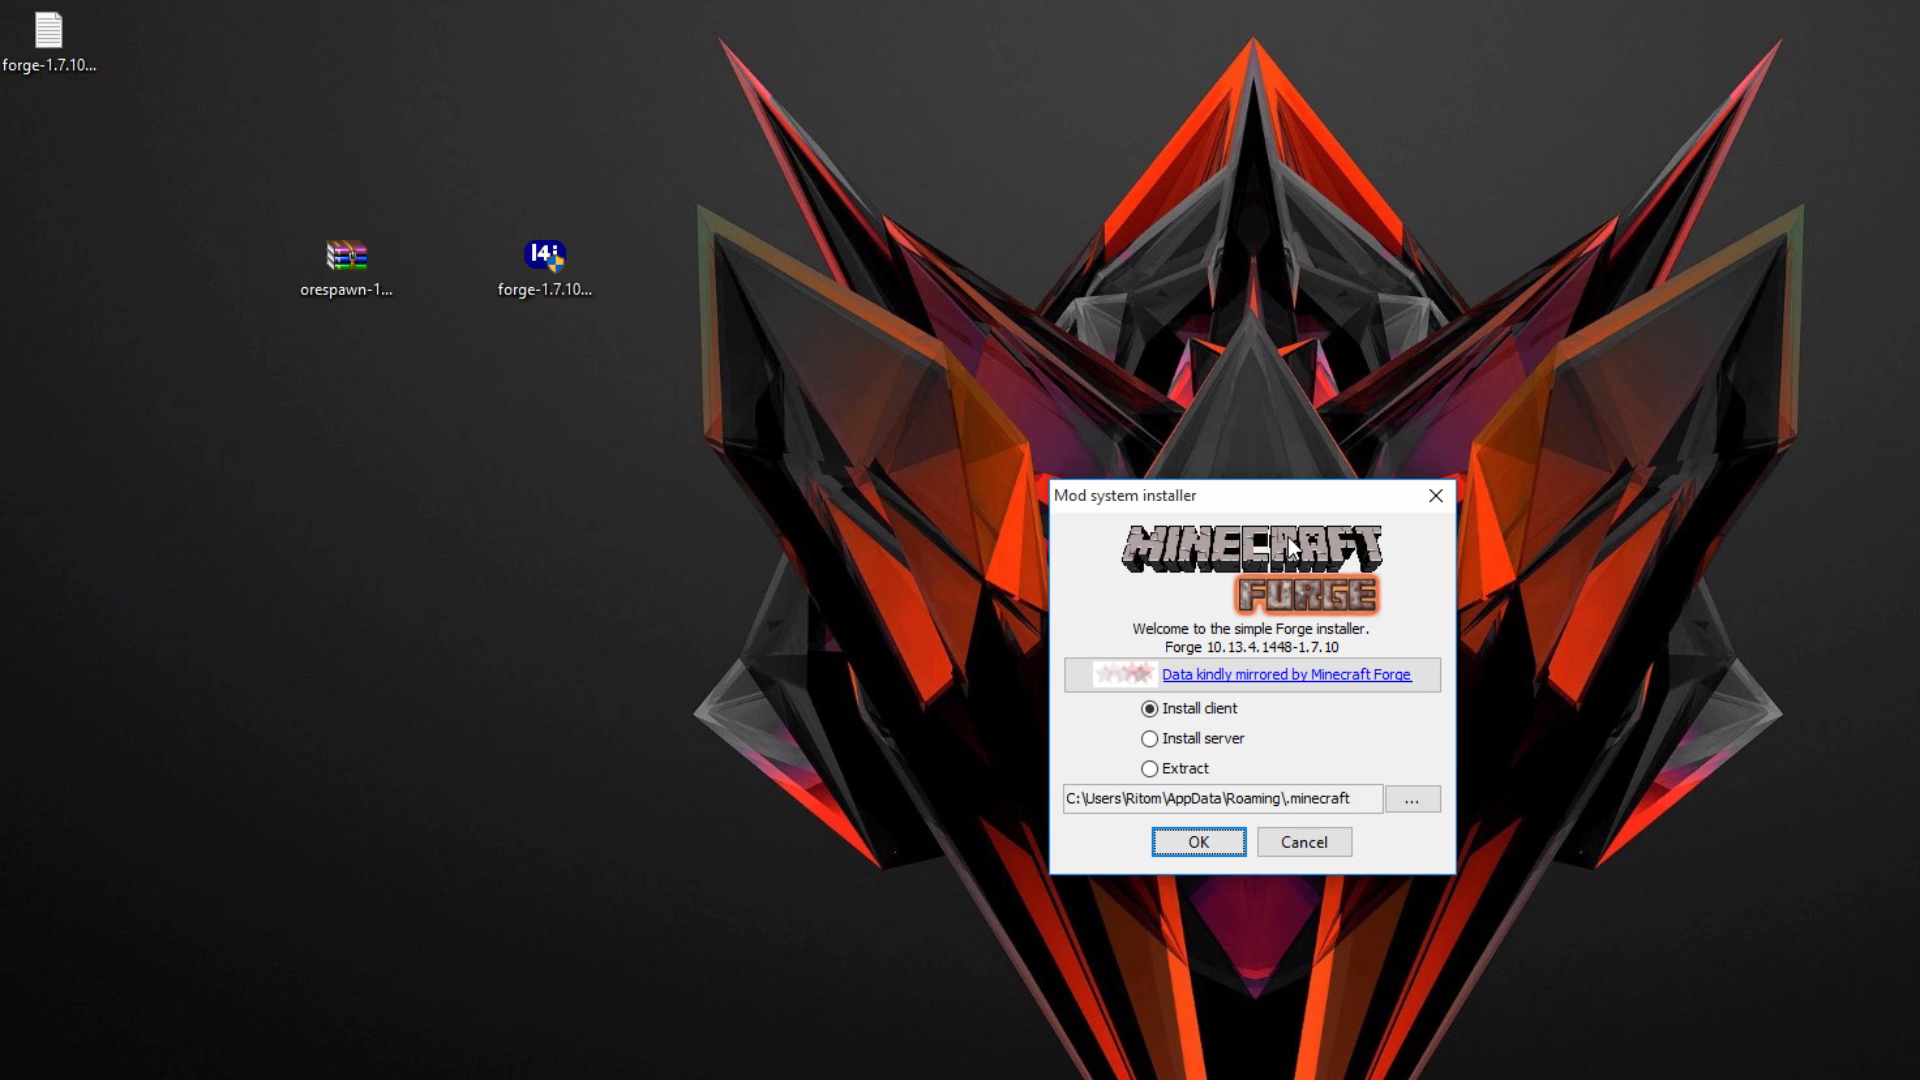 forge-1.7.10...
orespawn-1...
14:
forge-1.7.10...
Mod system installer
MINECRAFT
FORGE
Welcome to the simple Forge installer.
Forge 10.13.4.1448-1.7.10
Data kindly mirrored by Minecraft Forge
Install client
Install server
Extract
C:\Users\Ritom\AppData\Roaming\.minecraft
...
OK
Cancel